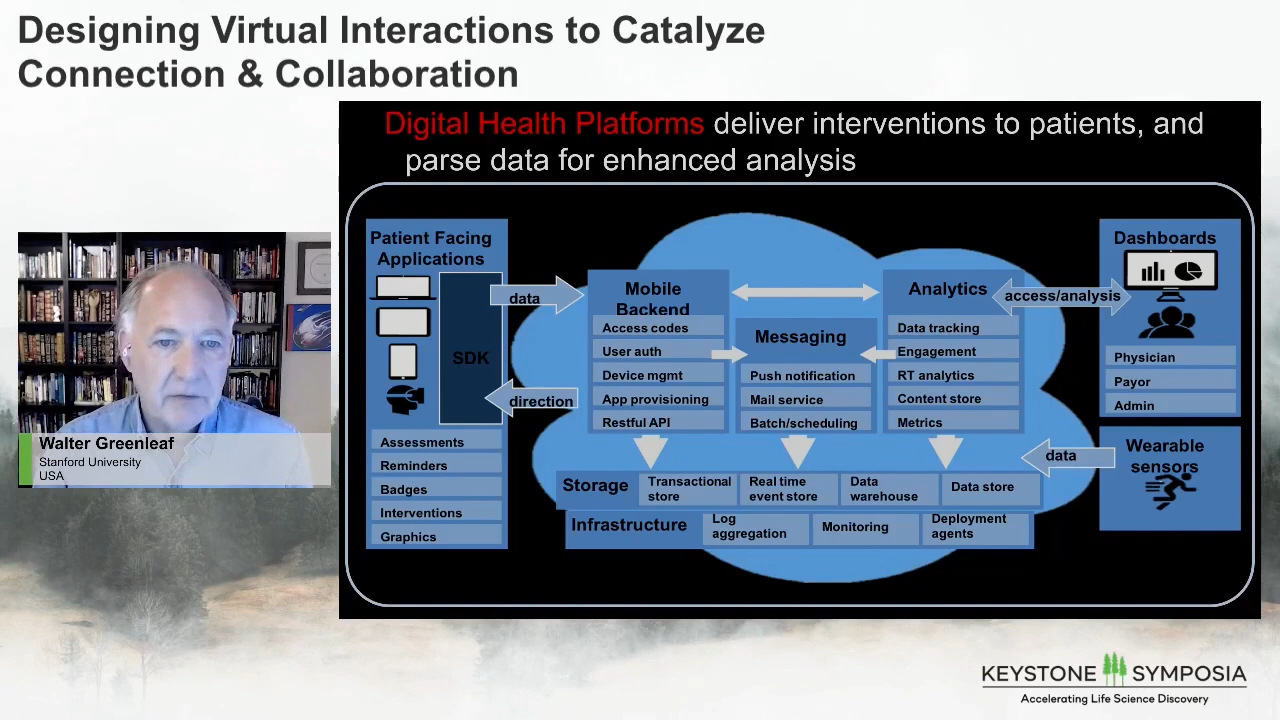 Designing Virtual Interactions to Catalyze
Connection & Collaboration
Digital Health Platforms deliver interventions to patients, and
parse data for enhanced analysis
Patient Facing
Applications
SDK
Assessments
Reminders
Badges
Interventions
Graphics
data
direction
Mobile
Backend
Access codes
User auth
Device mgmt
App provisioning
Restful API
Messaging
Push notification
Mail service
Batch/scheduling
Analytics
Data tracking
Engagement
RT analytics
Content store
Metrics
access/analysis
data
Dashboards
Physician
Payor
Admin
Wearable
sensors
Storage
Transactional
store
Real time
event store
Data
warehouse
Data store
Infrastructure
Log
aggregation
Monitoring
Deployment
agents
Walter Greenleaf
Stanford University
USA
KEYSTONE SYMPOSIA
Accelerating Life Science Discovery